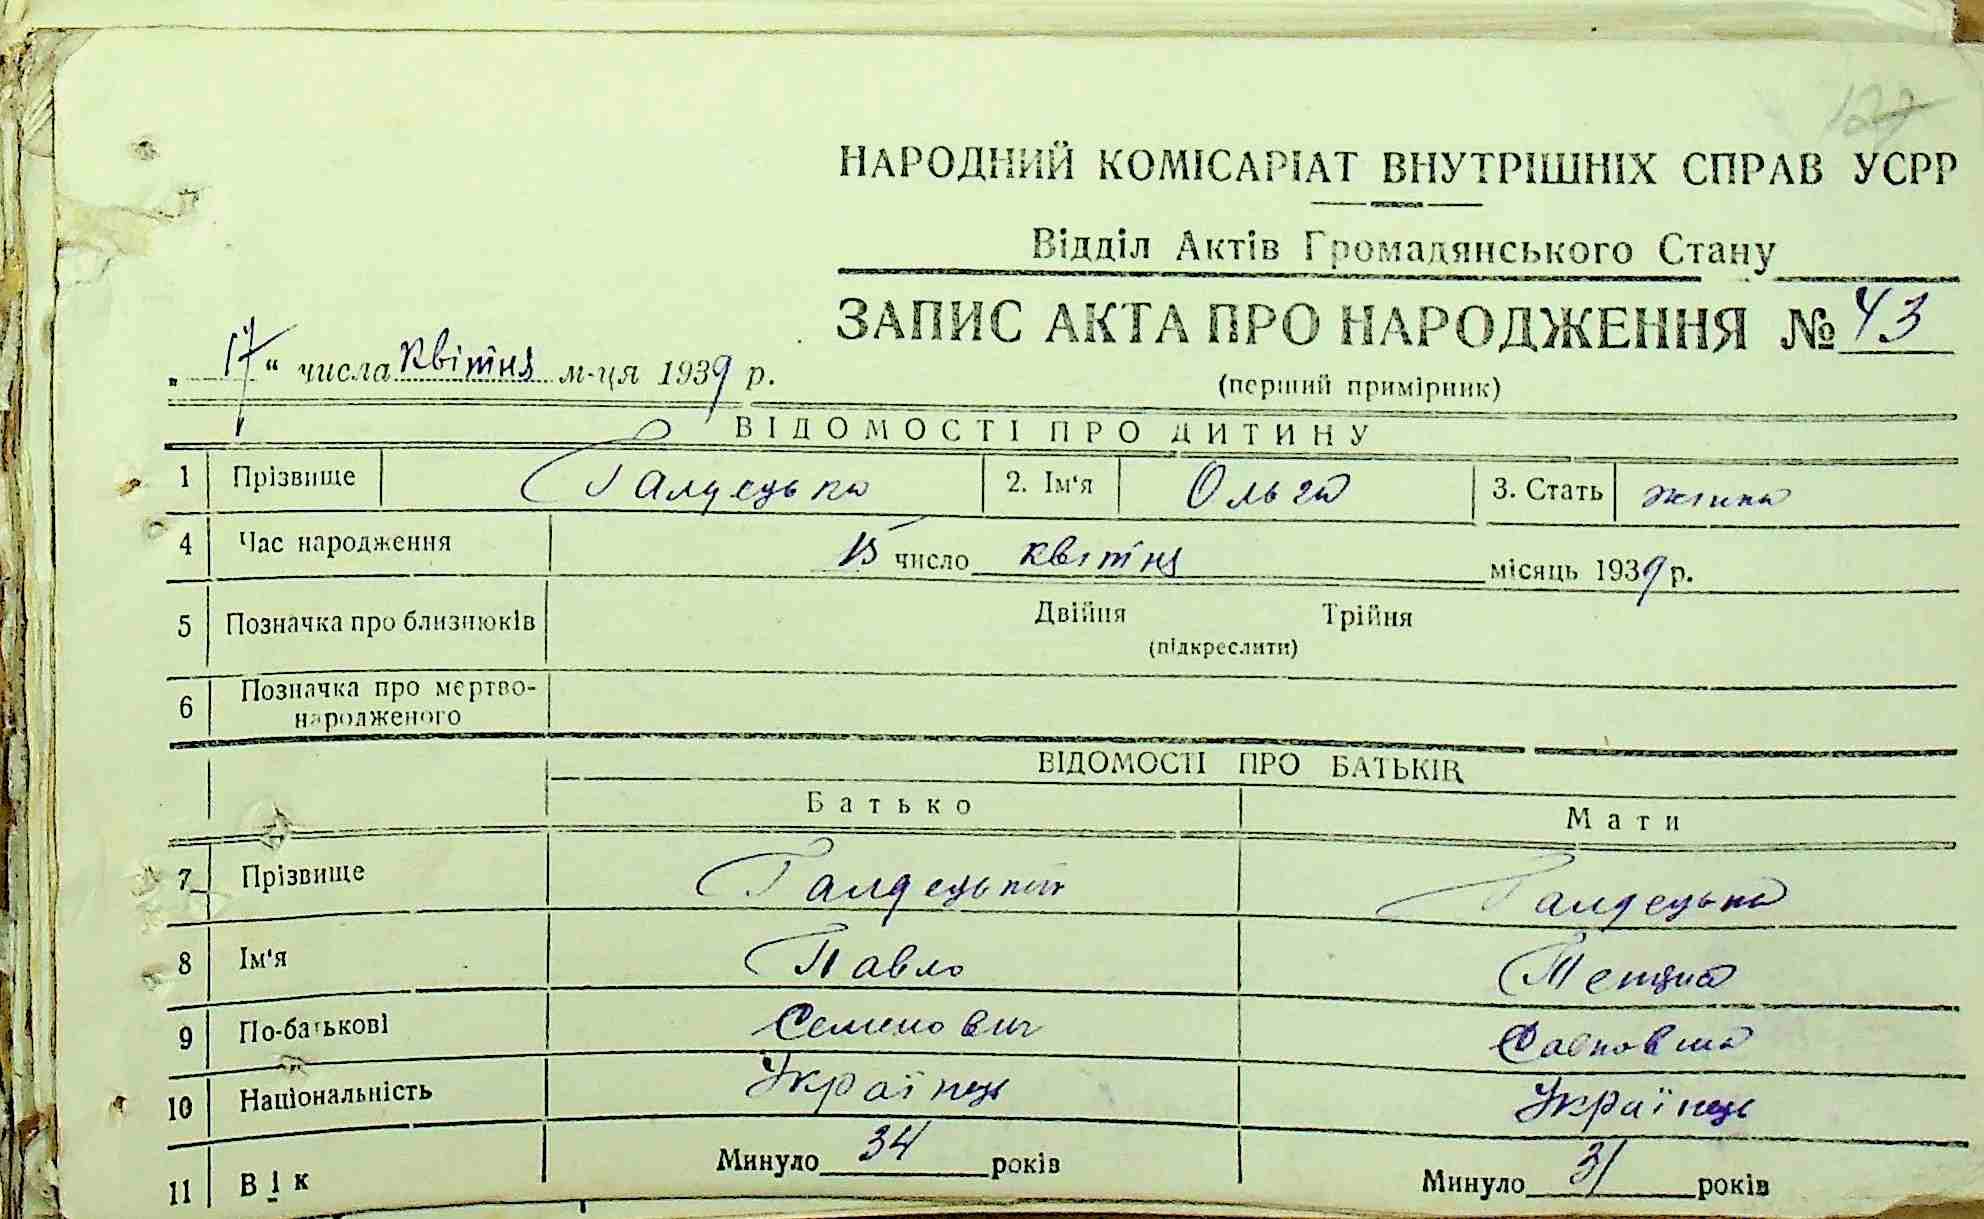 127
НАРОДНИЙ КОМІСАРІАТ ВНУТРІШНІХ СПРАВ УСРР
Відділ Актів Громадянського Стану
ЗАПИС АКТА ПРО НАРОДЖЕННЯ № 43
„17“ числа квітня м-ця 1939 р.
(перший примірник)
ВІДОМОСТІ ПРО ДИТИНУ
1 Прізвище Галдецька 2. Ім'я Ольга 3. Стать жіноча
4 Час народження 15 число квітня місяць 1939 р.
5 Позначка про близнюків Двійня Трійня
(підкреслити)
6 Позначка про мертво-
народженого
ВІДОМОСТІ ПРО БАТЬКІВ
Батько Мати
7 Прізвище Галдецький Галдецька
8 Ім'я Павло
9 По-батькові Семенович
10 Національність Українець Українець
11 Вік Минуло 34 років Минуло 31 років